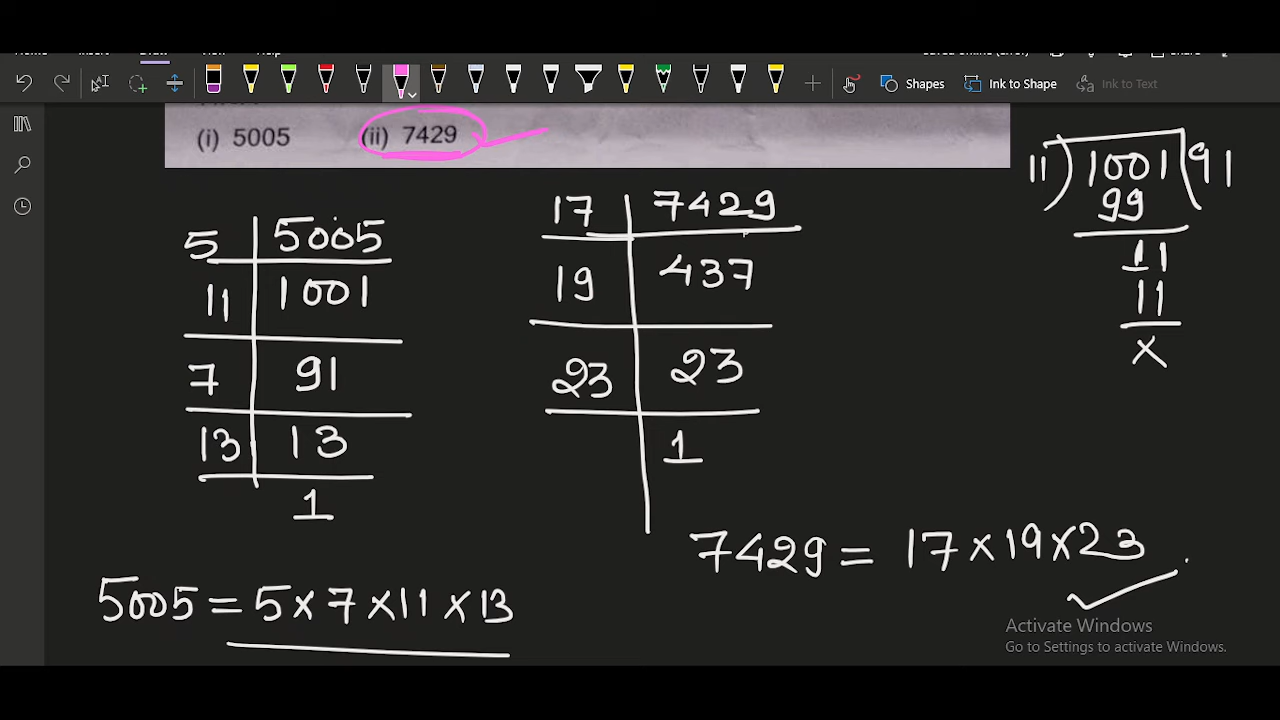 Shapes Ink to Shape Ink to Text
(i) 5005 (ii) 7429
5 | 5005
11 | 1001
7 | 91
13 | 13
1
17 | 7429
19 | 437
23 | 23
1
11 ) 1001 ( 91
99
11
11
x
7429 = 17 × 19 × 23
5005 = 5 × 7 × 11 × 13
Activate Windows
Go to Settings to activate Windows.